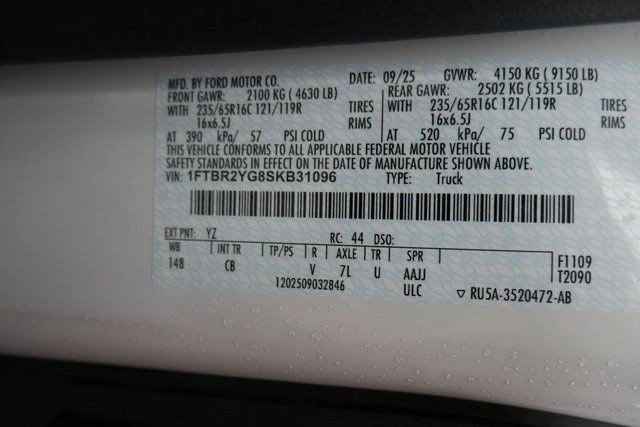 MFD. BY FORD MOTOR CO. DATE: 09/25 GVWR: 4150 KG ( 9150 LB)
FRONT GAWR: 2100 KG ( 4630 LB) REAR GAWR: 2502 KG ( 5515 LB)
WITH 235/65R16C 121/119R TIRES WITH 235/65R16C 121/119R TIRES
16x6.5J RIMS 16x6.5J RIMS
AT 390 kPa/ 57 PSI COLD AT 520 kPa/ 75 PSI COLD
THIS VEHICLE CONFORMS TO ALL APPLICABLE FEDERAL MOTOR VEHICLE
SAFETY STANDARDS IN EFFECT ON THE DATE OF MANUFACTURE SHOWN ABOVE.
VIN: 1FTBR2YG8SKB31096 TYPE: Truck
EXT PNT: YZ RC: 44 DSO:
WB INT TR TP/PS R AXLE TR SPR F1109
148 CB V 7L U AAJJ T2090
1202509032846 ULC ▽ RU5A-3520472-AB